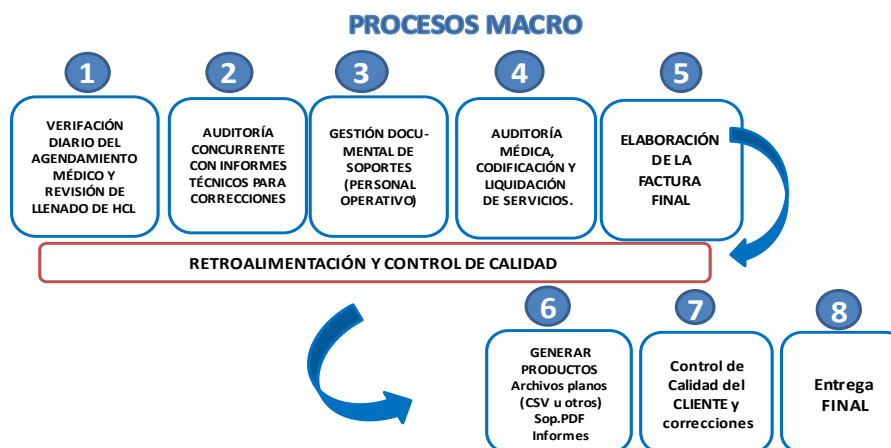 PROCESOS MACRO
1
VERIFACIÓN
DIARIO DEL
AGENDAMIENTO
MÉDICO Y
REVISIÓN DE
LLENADO DE HCL
2
AUDITORÍA
CONCURRENTE
CON INFORMES
TÉCNICOS PARA
CORRECCIONES
3
GESTIÓN DOCU-
MENTAL DE
SOPORTES
(PERSONAL
OPERATIVO)
4
AUDITORÍA
MÉDICA,
CODIFICACIÓN Y
LIQUIDACIÓN
DE SERVICIOS.
5
ELABORACIÓN
DE LA
FACTURA
FINAL
RETROALIMENTACIÓN Y CONTROL DE CALIDAD
6
GENERAR
PRODUCTOS
Archivos planos
(CSV u otros)
Sop.PDF
Informes
7
Control de
Calidad del
CLIENTE y
correcciones
8
Entrega
FINAL